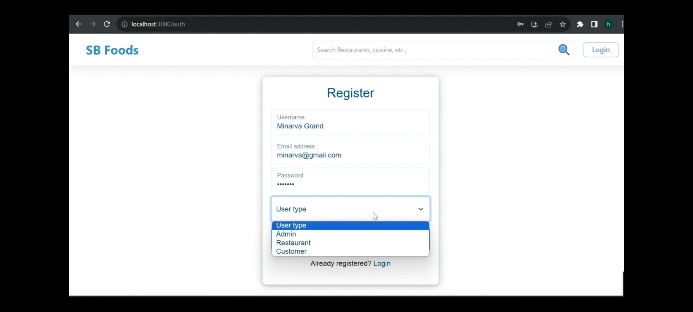 localhost:3000/auth
SB Foods
Search Restaurants, cuisine, etc.,
Login
Register
Username
Minarva Grand
Email address
minarva@gmail.com
Password
•••••••
User type
User type
Admin
Restaurant
Customer
Already registered? Login